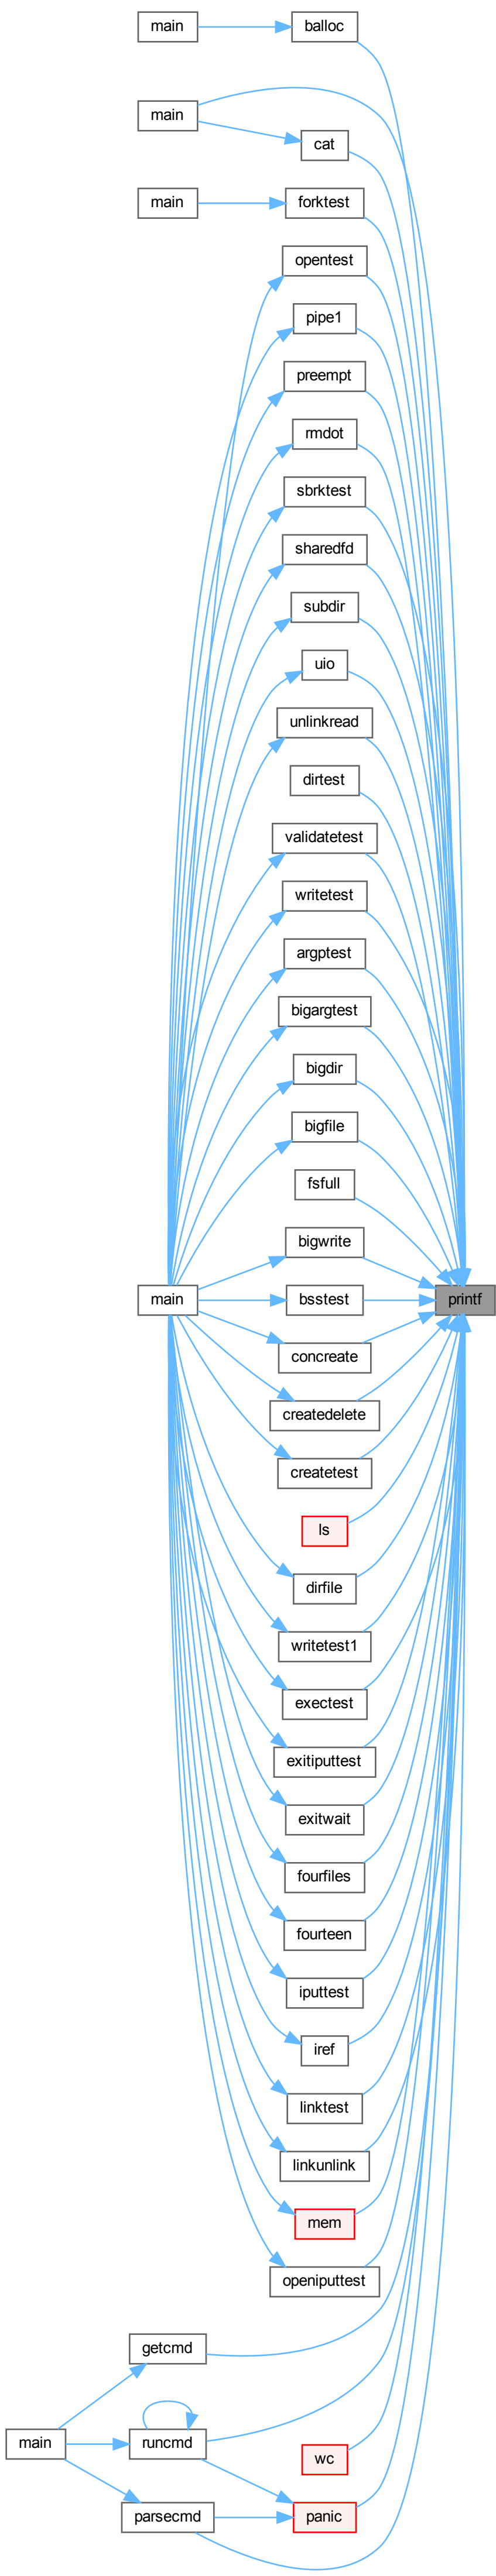 main
balloc
main
cat
main
forktest
opentest
pipe1
preempt
rmdot
sbrktest
sharedfd
subdir
uio
unlinkread
dirtest
validatetest
writetest
argptest
bigargtest
bigdir
bigfile
fsfull
bigwrite
main
bsstest
printf
concreate
createdelete
createtest
ls
dirfile
writetest1
exectest
exitiputtest
exitwait
fourfiles
fourteen
iputtest
iref
linktest
linkunlink
mem
openiputtest
getcmd
main
runcmd
wc
parsecmd
panic